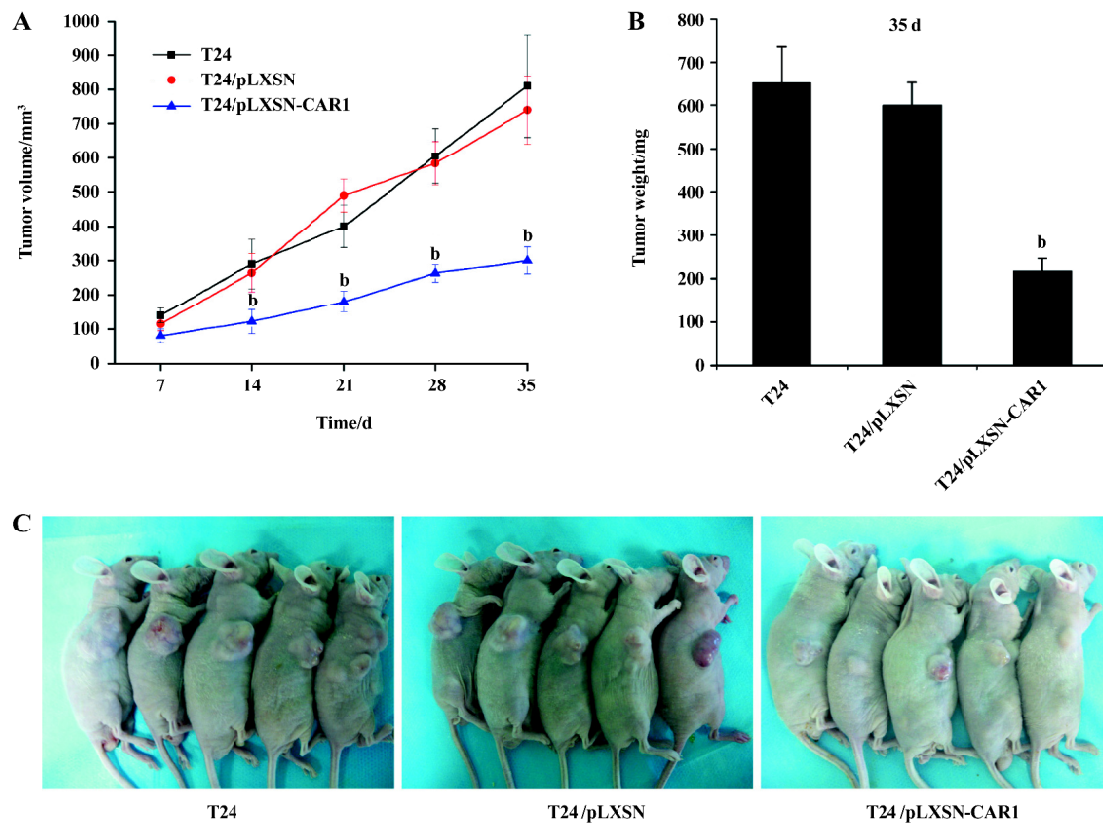 A
1000
900
800
700
600
500
400
300
200
100
0
Tumor volume/mm³
T24
T24/pLXSN
T24/pLXSN-CAR1
b
b
b
b
7
14
21
28
35
Time/d
B
35 d
800
700
600
500
400
300
200
100
0
Tumor weight/mg
b
T24
T24/pLXSN
T24/pLXSN-CAR1
C
T24
T24/pLXSN
T24/pLXSN-CAR1